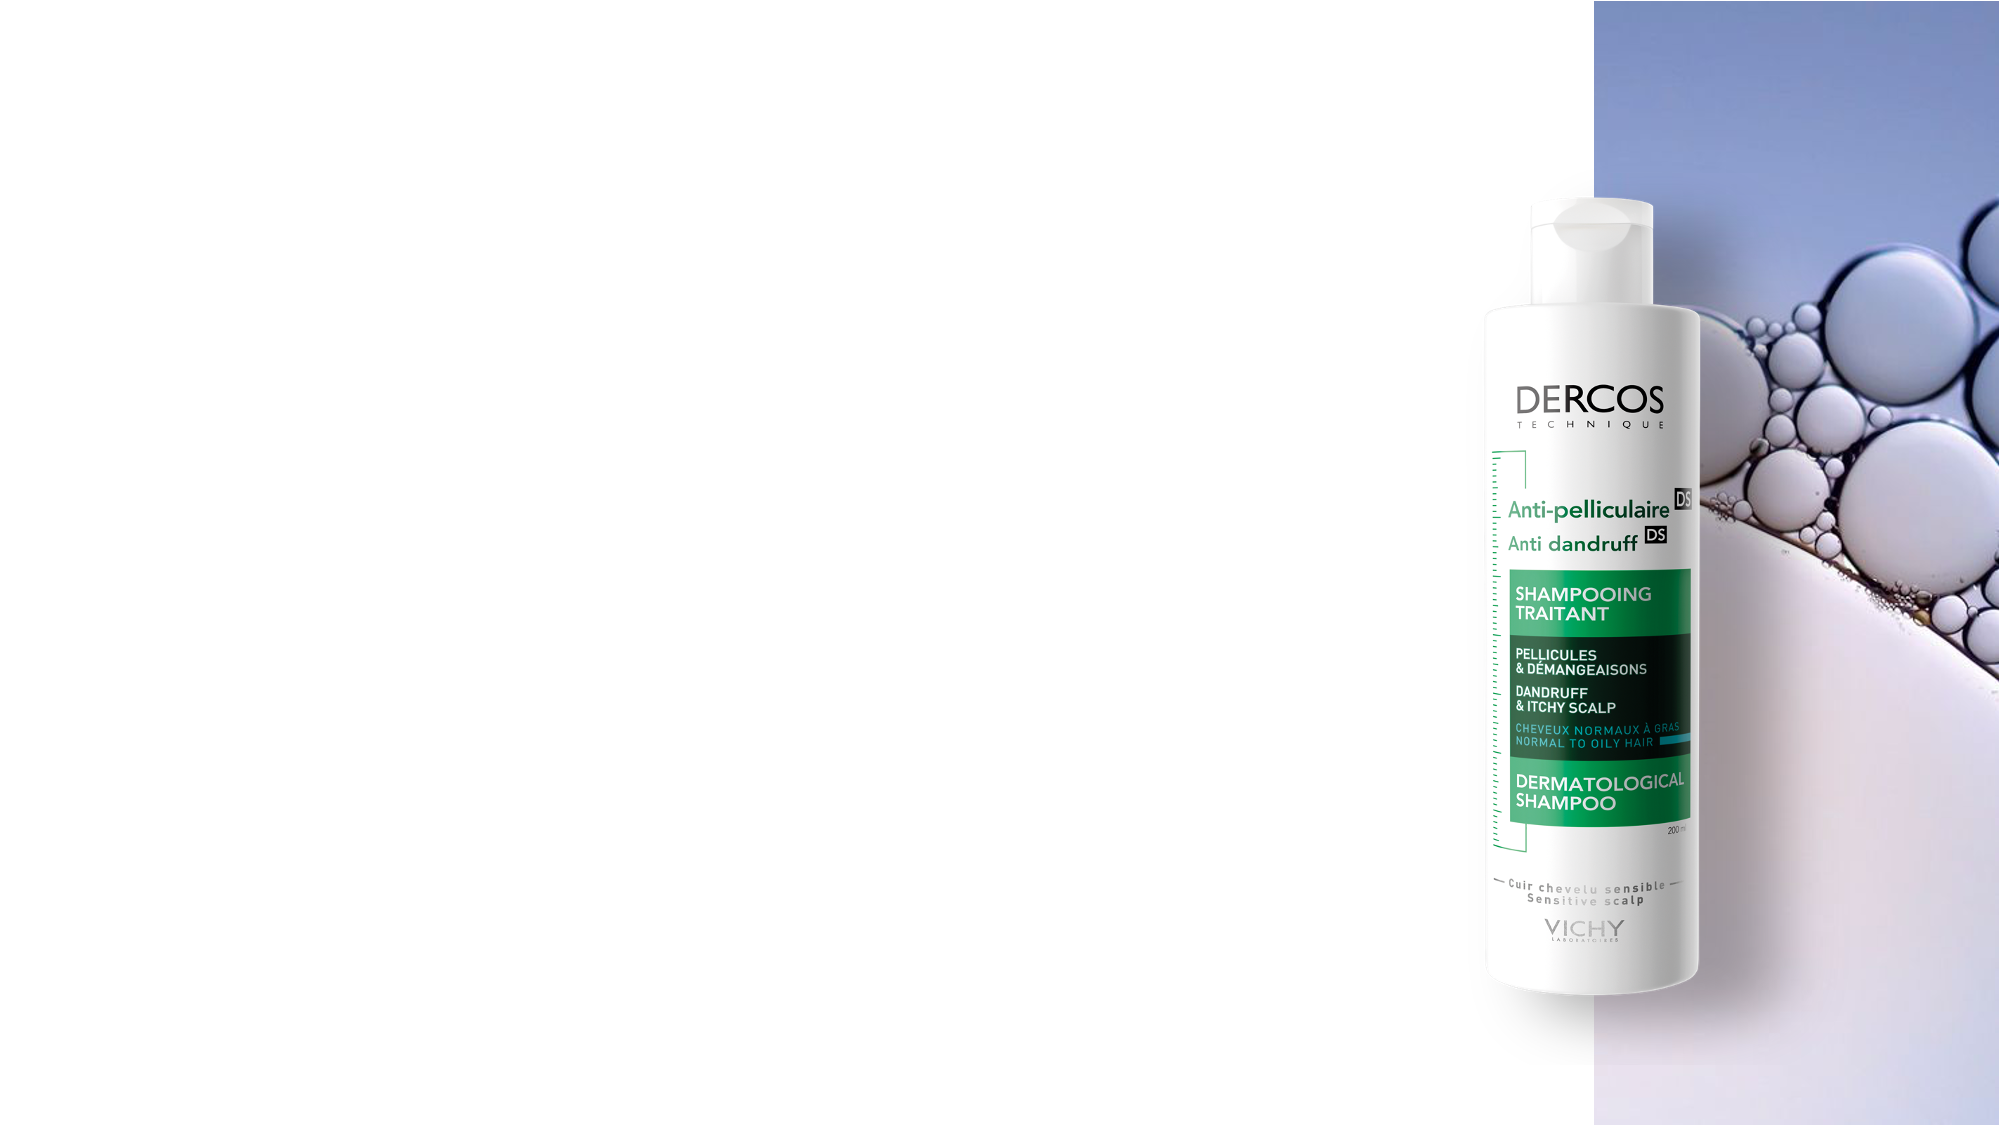 DERCOS
TECHNIQUE
Anti-pelliculaire DS
Anti dandruff DS
SHAMPOOING
TRAITANT
PELLICULES
& DÉMANGEAISONS
DANDRUFF
& ITCHY SCALP
CHEVEUX NORMAUX À GRAS
NORMAL TO OILY HAIR
DERMATOLOGICAL
SHAMPOO
200 ml
Cuir chevelu sensible
Sensitive scalp
VICHY
LABORATOIRES